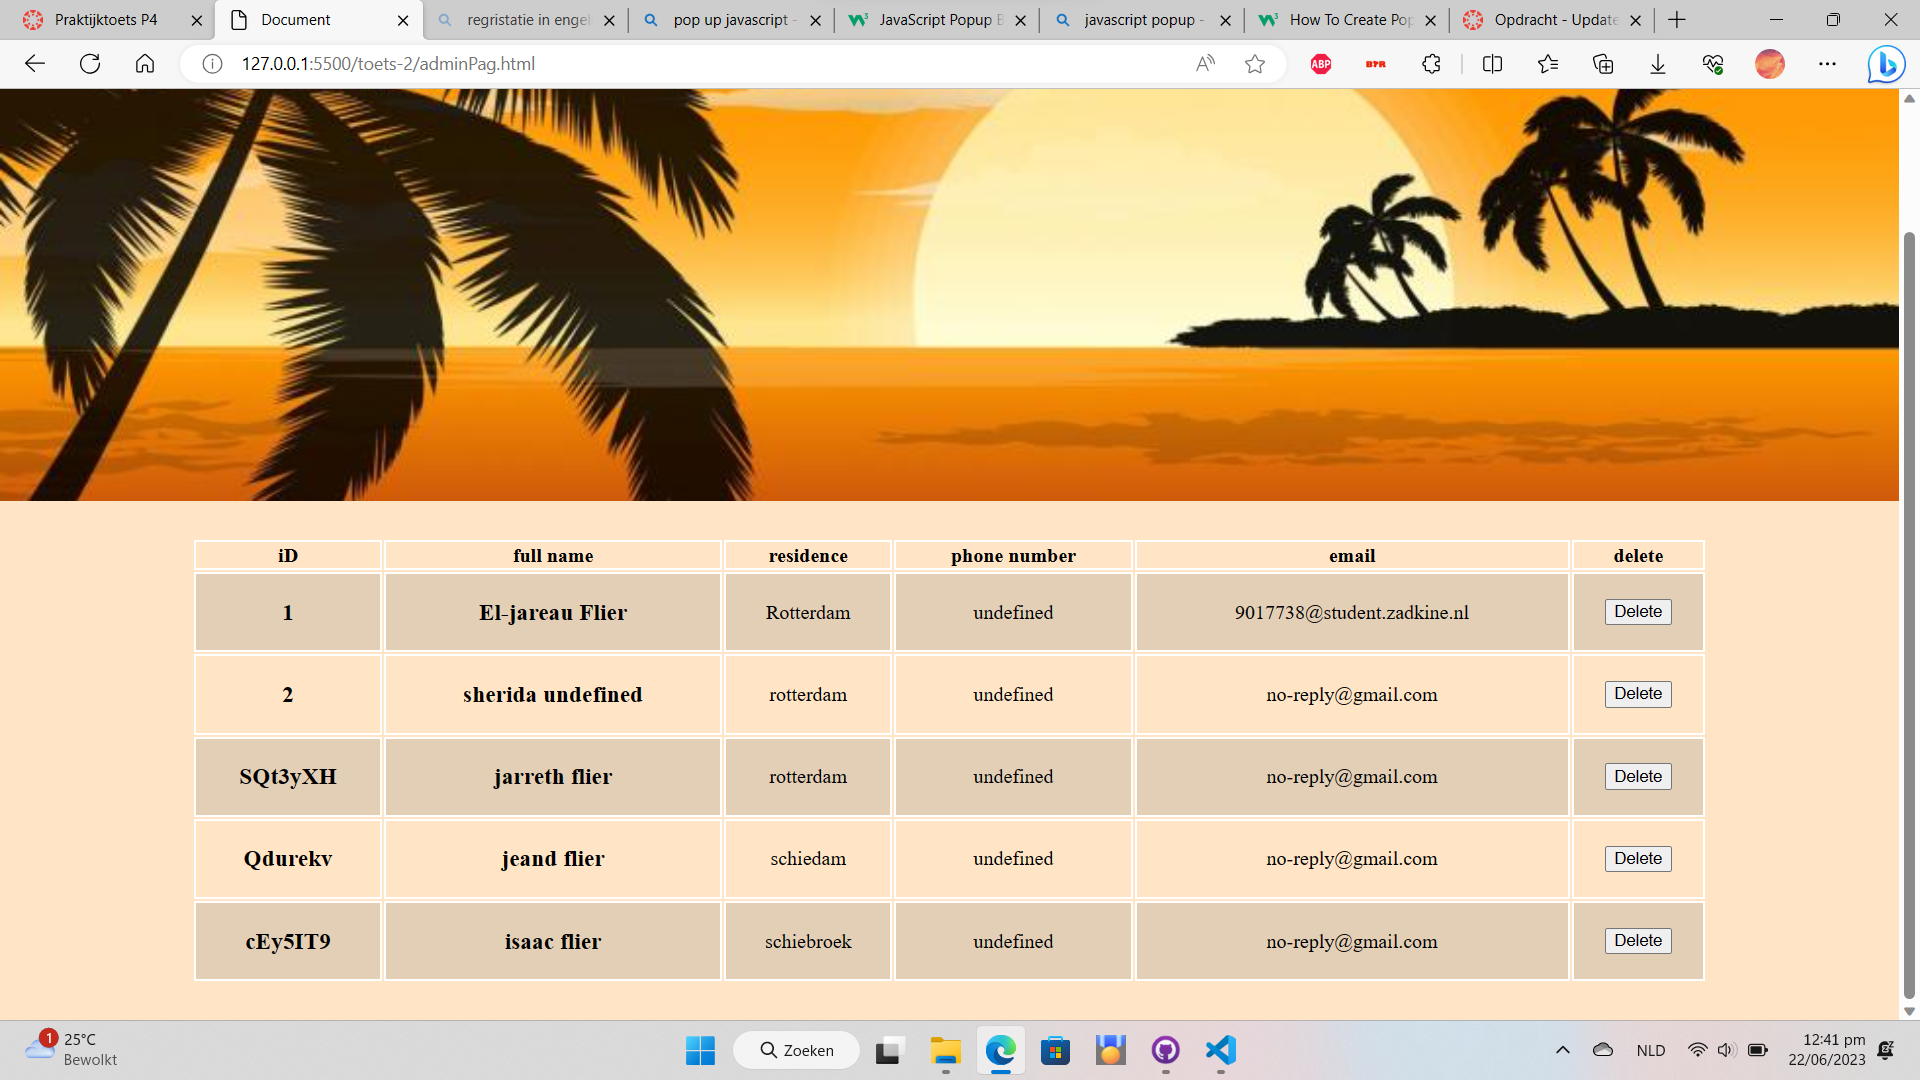 Praktijktoets P4
Document
regristatie in engel
pop up javascript -
JavaScript Popup B
javascript popup -
How To Create Pop
Opdracht - Update
127.0.0.1:5500/toets-2/adminPag.html
ABP
iD full name residence phone number email delete
1 El-jareau Flier Rotterdam undefined 9017738@student.zadkine.nl Delete
2 sherida undefined rotterdam undefined no-reply@gmail.com Delete
SQt3yXH jarreth flier rotterdam undefined no-reply@gmail.com Delete
Qdurekv jeand flier schiedam undefined no-reply@gmail.com Delete
cEy5IT9 isaac flier schiebroek undefined no-reply@gmail.com Delete
1
25°C
Bewolkt
Zoeken
NLD
12:41 pm
22/06/2023